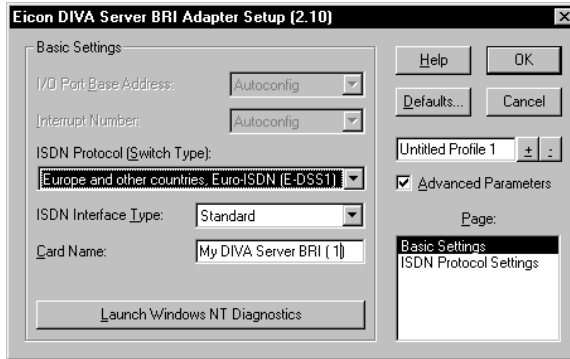 Eicon DIVA Server BRI Adapter Setup (2.10)
Basic Settings
I/O Port Base Address: Autoconfig
Interrupt Number: Autoconfig
ISDN Protocol (Switch Type):
Europe and other countries, Euro-ISDN (E-DSS1)
ISDN Interface Type: Standard
Card Name: My DIVA Server BRI ( 1)
Launch Windows NT Diagnostics
Help OK
Defaults... Cancel
Untitled Profile 1 + -
Advanced Parameters
Page:
Basic Settings
ISDN Protocol Settings